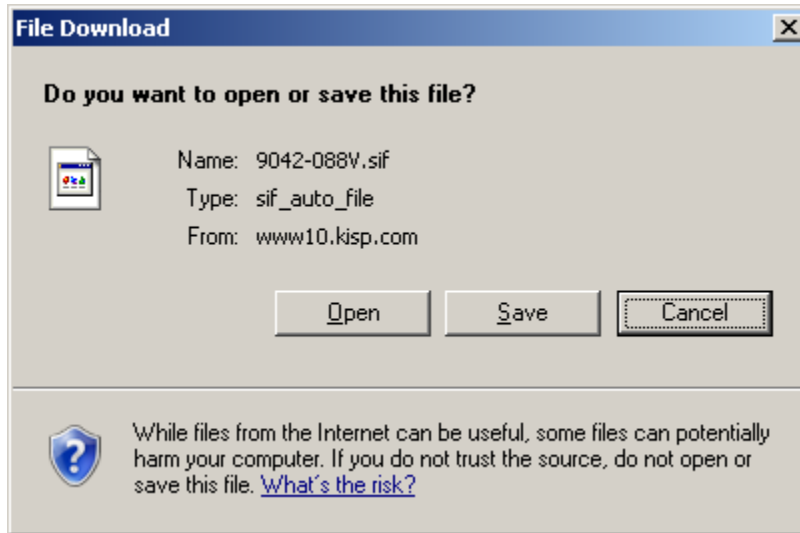 File Download
Do you want to open or save this file?
Name: 9042-088V.sif
Type: sif_auto_file
From: www10.kisp.com
Open Save Cancel
While files from the Internet can be useful, some files can potentially
harm your computer. If you do not trust the source, do not open or
save this file. What's the risk?